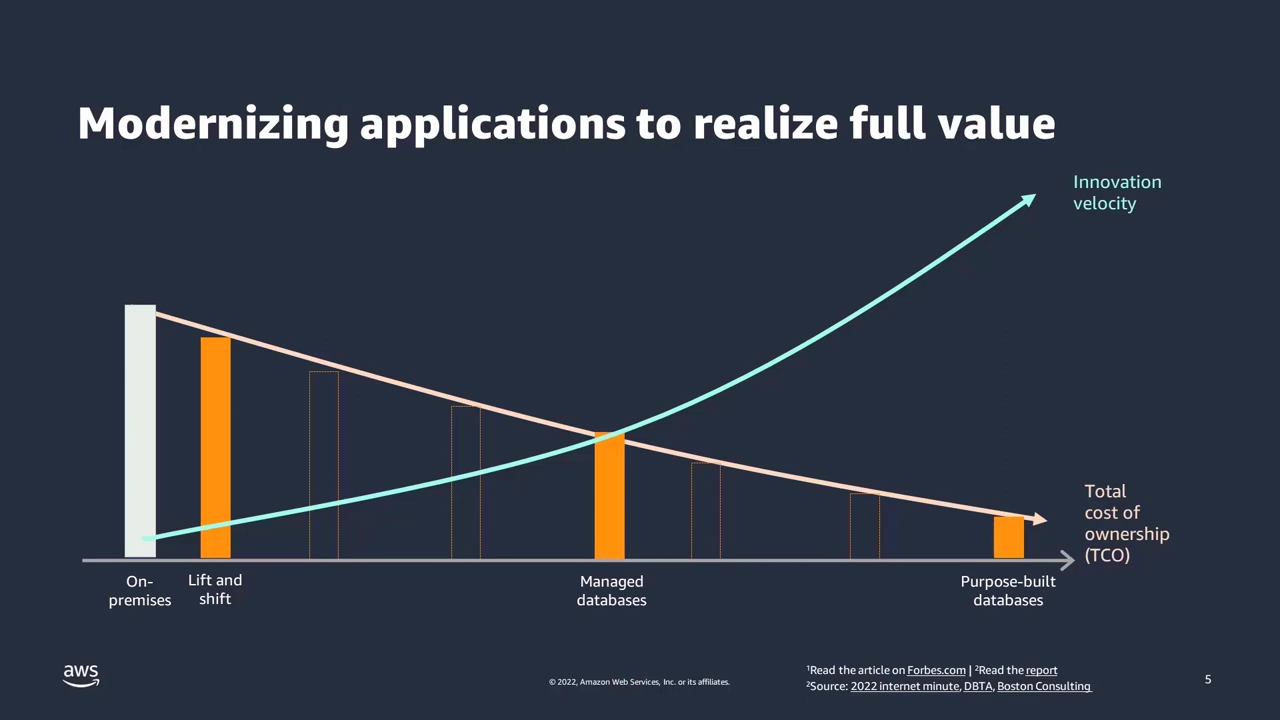 Modernizing applications to realize full value
Innovation
velocity
Total
cost of
ownership
(TCO)
On-
premises
Lift and
shift
Managed
databases
Purpose-built
databases
aws
© 2022, Amazon Web Services, Inc. or its affiliates.
¹Read the article on Forbes.com | ²Read the report
²Source: 2022 internet minute, DBTA, Boston Consulting
5